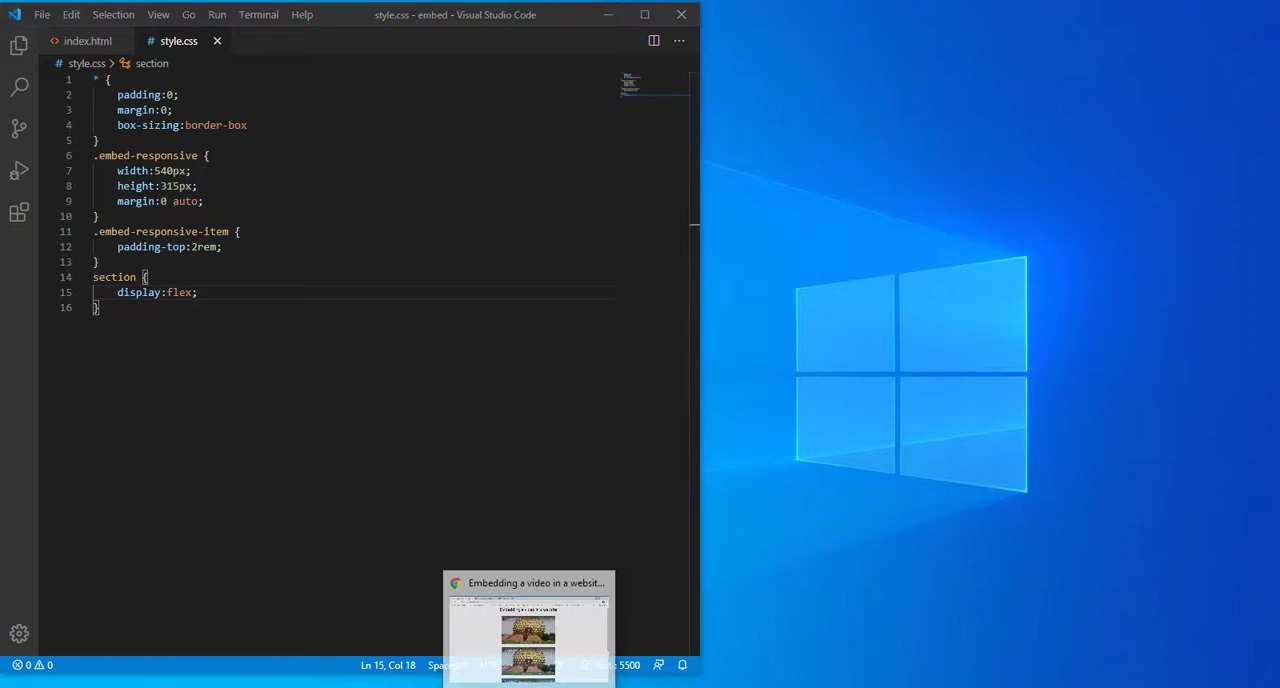 File Edit Selection View Go Run Terminal Help style.css - embed - Visual Studio Code
<> index.html # style.css ×
# style.css > section
1 * {
2 padding:0;
3 margin:0;
4 box-sizing:border-box
5 }
6 .embed-responsive {
7 width:540px;
8 height:315px;
9 margin:0 auto;
10 }
11 .embed-responsive-item {
12 padding-top:2rem;
13 }
14 section {
15 display:flex;
16 }
Embedding a video in a websit...
0 0 Ln 15, Col 18 : 5500